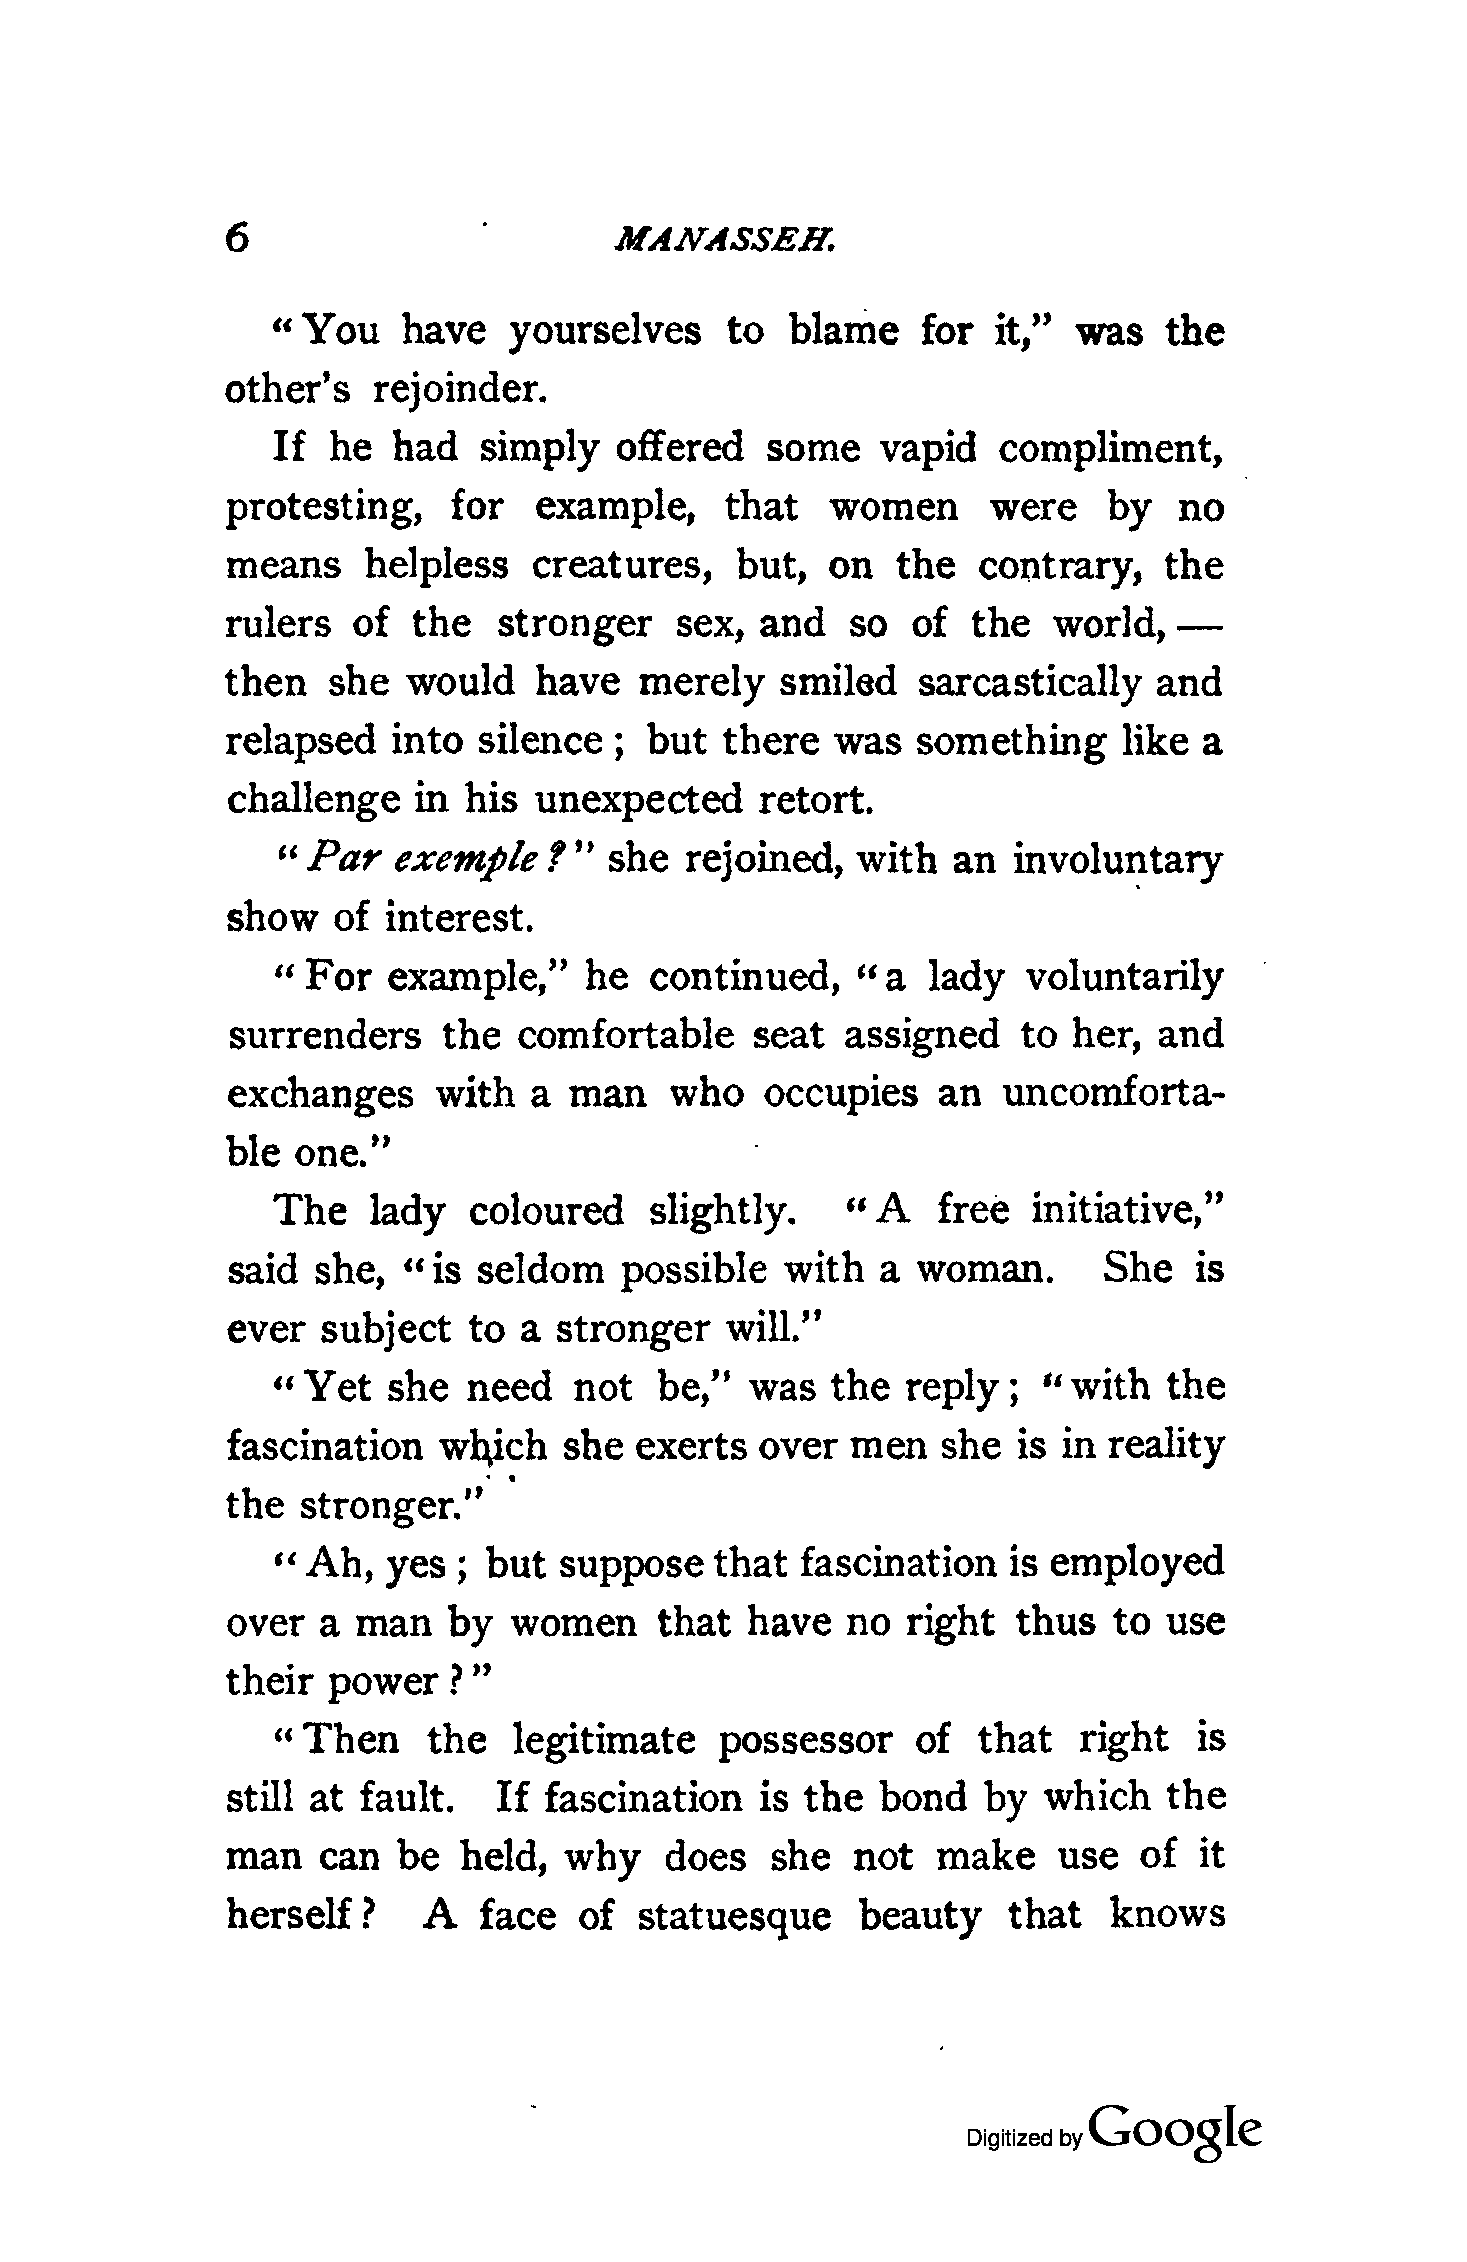 6 MANASSEH.
"You have yourselves to blame for it," was the
other's rejoinder.
If he had simply offered some vapid compliment,
protesting, for example, that women were by no
means helpless creatures, but, on the contrary, the
rulers of the stronger sex, and so of the world, —
then she would have merely smiled sarcastically and
relapsed into silence; but there was something like a
challenge in his unexpected retort.
"Par exemple?" she rejoined, with an involuntary
show of interest.
"For example," he continued, "a lady voluntarily
surrenders the comfortable seat assigned to her, and
exchanges with a man who occupies an uncomforta-
ble one."
The lady coloured slightly. "A free initiative,"
said she, "is seldom possible with a woman. She is
ever subject to a stronger will."
"Yet she need not be," was the reply; "with the
fascination which she exerts over men she is in reality
the stronger."
"Ah, yes; but suppose that fascination is employed
over a man by women that have no right thus to use
their power?"
"Then the legitimate possessor of that right is
still at fault. If fascination is the bond by which the
man can be held, why does she not make use of it
herself? A face of statuesque beauty that knows
Digitized by Google